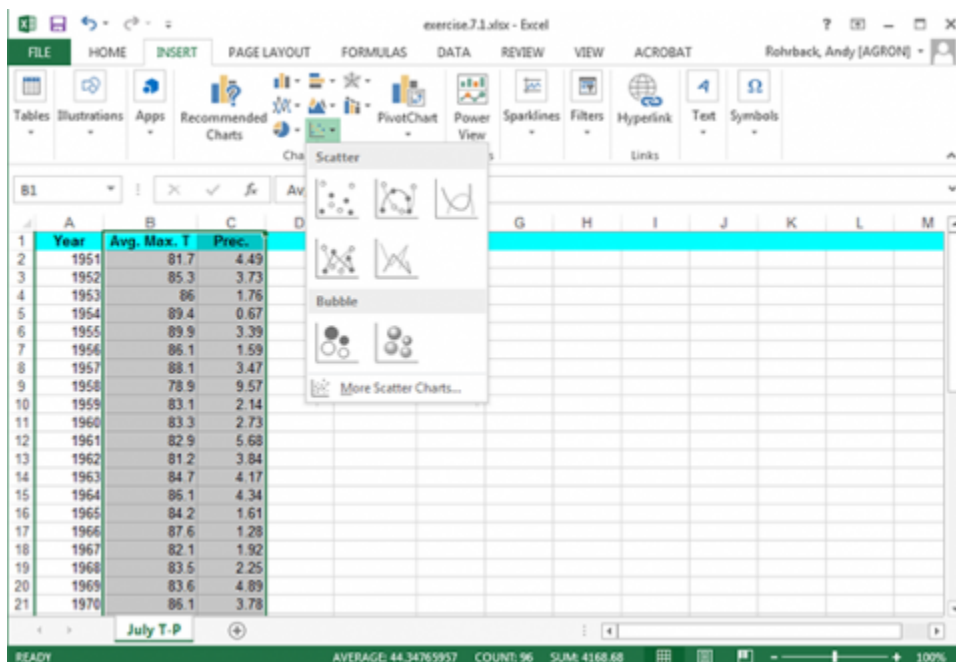 exercise.7.1.xlsx - Excel
FILE HOME INSERT PAGE LAYOUT FORMULAS DATA REVIEW VIEW ACROBAT Rohrback, Andy [AGRON]
Tables Illustrations Apps Recommended Charts PivotChart Power View Sparklines Filters Hyperlink Text Symbols
Cha s Links
Scatter
Bubble
More Scatter Charts...
B1 fx Av
A B C D G H I J K L M
1 Year Avg. Max. T Prec.
2 1951 81.7 4.49
3 1952 85.3 3.73
4 1953 86 1.76
5 1954 89.4 0.67
6 1955 89.9 3.39
7 1956 86.1 1.59
8 1957 88.1 3.47
9 1958 78.9 9.57
10 1959 83.1 2.14
11 1960 83.3 2.73
12 1961 82.9 5.68
13 1962 81.2 3.84
14 1963 84.7 4.17
15 1964 86.1 4.34
16 1965 84.2 1.61
17 1966 87.6 1.28
18 1967 82.1 1.92
19 1968 83.5 2.25
20 1969 83.6 4.89
21 1970 86.1 3.78
July T-P
READY AVERAGE: 44.34765957 COUNT: 96 SUM: 4168.68 100%